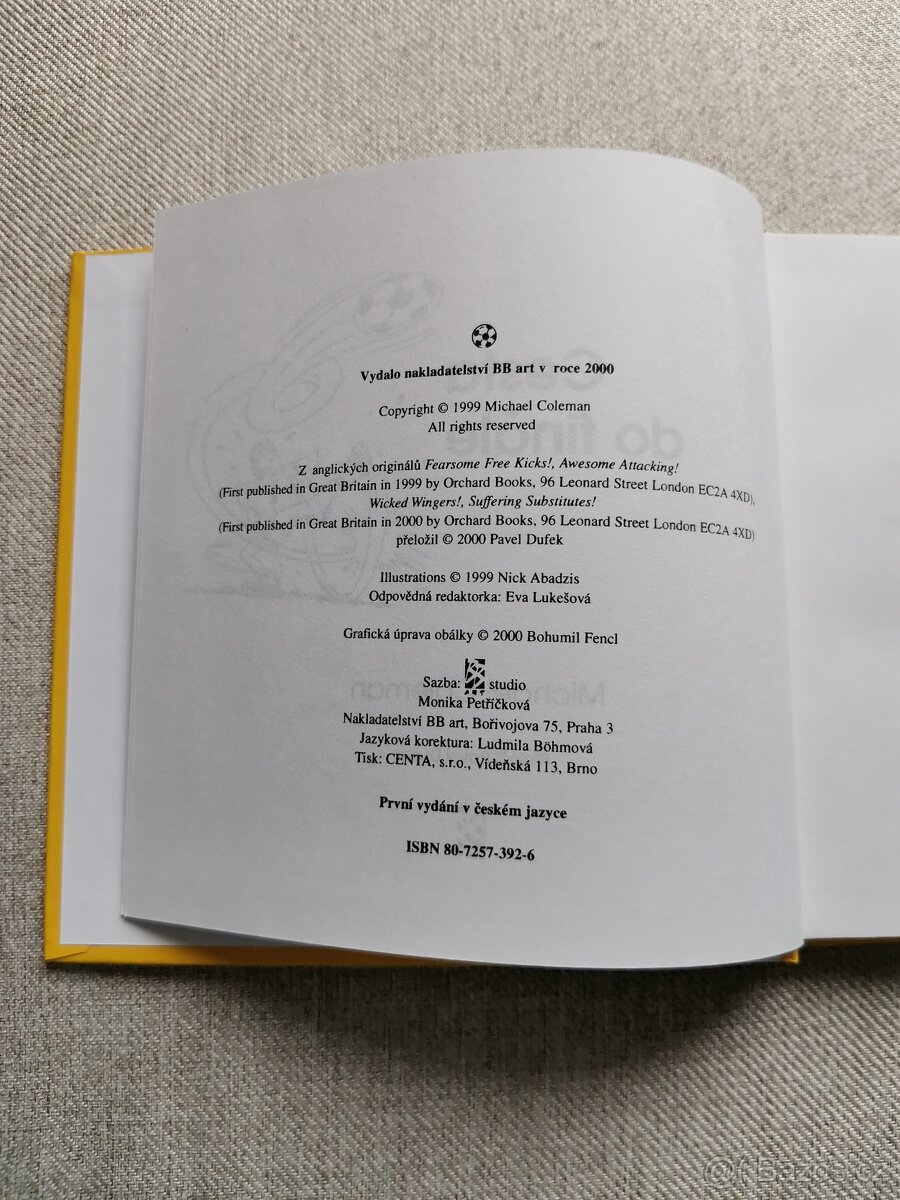 Vydalo nakladatelství BB art v roce 2000
Copyright © 1999 Michael Coleman
All rights reserved
Z anglických originálů Fearsome Free Kicks!, Awesome Attacking!
(First published in Great Britain in 1999 by Orchard Books, 96 Leonard Street London EC2A 4XD),
Wicked Wingers!, Suffering Substitutes!
(First published in Great Britain in 2000 by Orchard Books, 96 Leonard Street London EC2A 4XD)
přeložil © 2000 Pavel Dufek
Illustrations © 1999 Nick Abadzis
Odpovědná redaktorka: Eva Lukešová
Grafická úprava obálky © 2000 Bohumil Fencl
Sazba: ART studio
Monika Petříčková
Nakladatelství BB art, Bořivojova 75, Praha 3
Jazyková korektura: Ludmila Böhmová
Tisk: CENTA, s.r.o., Vídeňská 113, Brno
První vydání v českém jazyce
ISBN 80-7257-392-6
Bazos.cz